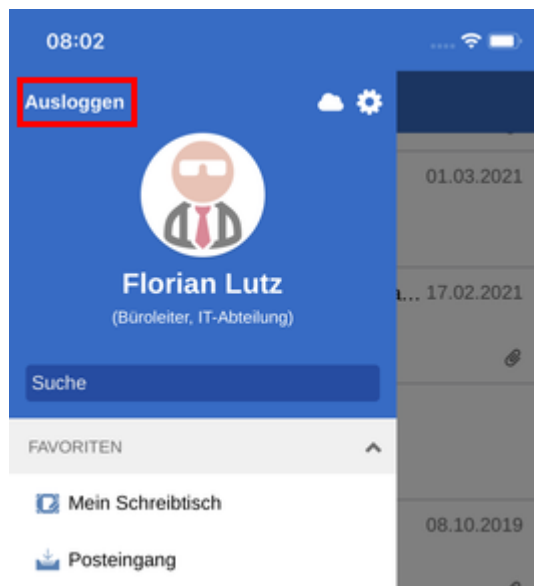 08:02
Ausloggen
01.03.2021
Florian Lutz
(Büroleiter, IT-Abteilung)
... 17.02.2021
Suche
FAVORITEN
Mein Schreibtisch
08.10.2019
Posteingang